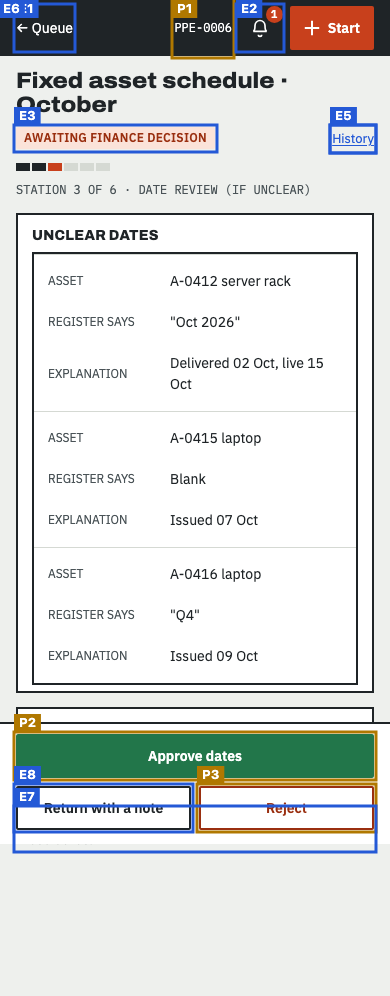 E6 E1 P1 E2
← Queue PPE-0006 1 + Start
Fixed asset schedule ·
October
E3 E5
AWAITING FINANCE DECISION History
STATION 3 OF 6 · DATE REVIEW (IF UNCLEAR)
UNCLEAR DATES
ASSET A-0412 server rack
REGISTER SAYS "Oct 2026"
EXPLANATION Delivered 02 Oct, live 15
Oct
ASSET A-0415 laptop
REGISTER SAYS Blank
EXPLANATION Issued 07 Oct
ASSET A-0416 laptop
REGISTER SAYS "Q4"
EXPLANATION Issued 09 Oct
P2
Approve dates
E8 P3
E7
Return with a note Reject